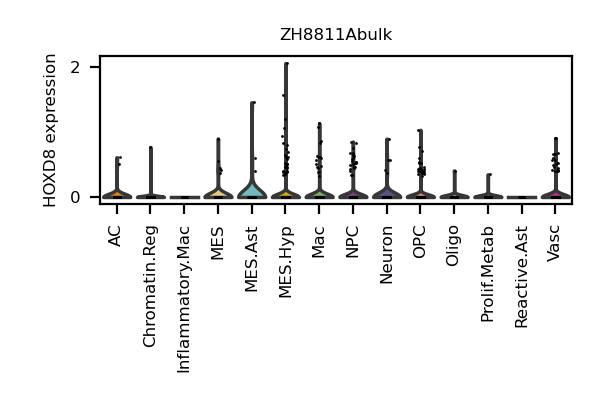 ZH8811Abulk
HOXD8 expression
2
0
AC
Chromatin.Reg
Inflammatory.Mac
MES
MES.Ast
MES.Hyp
Mac
NPC
Neuron
OPC
Oligo
Prolif.Metab
Reactive.Ast
Vasc